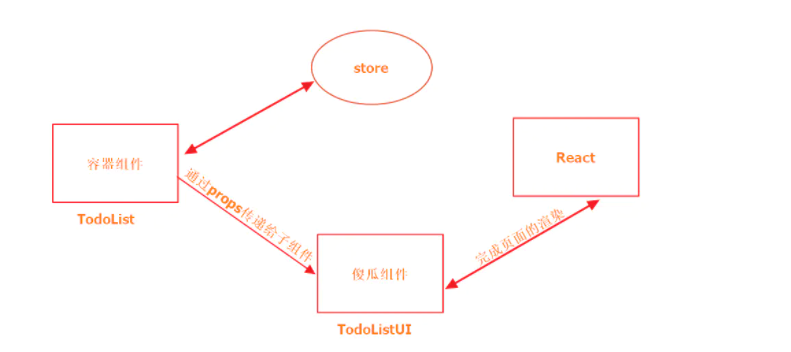 store
容器组件
React
TodoList
通过props传递给子组件
完成页面的渲染
傻瓜组件
TodoListUI